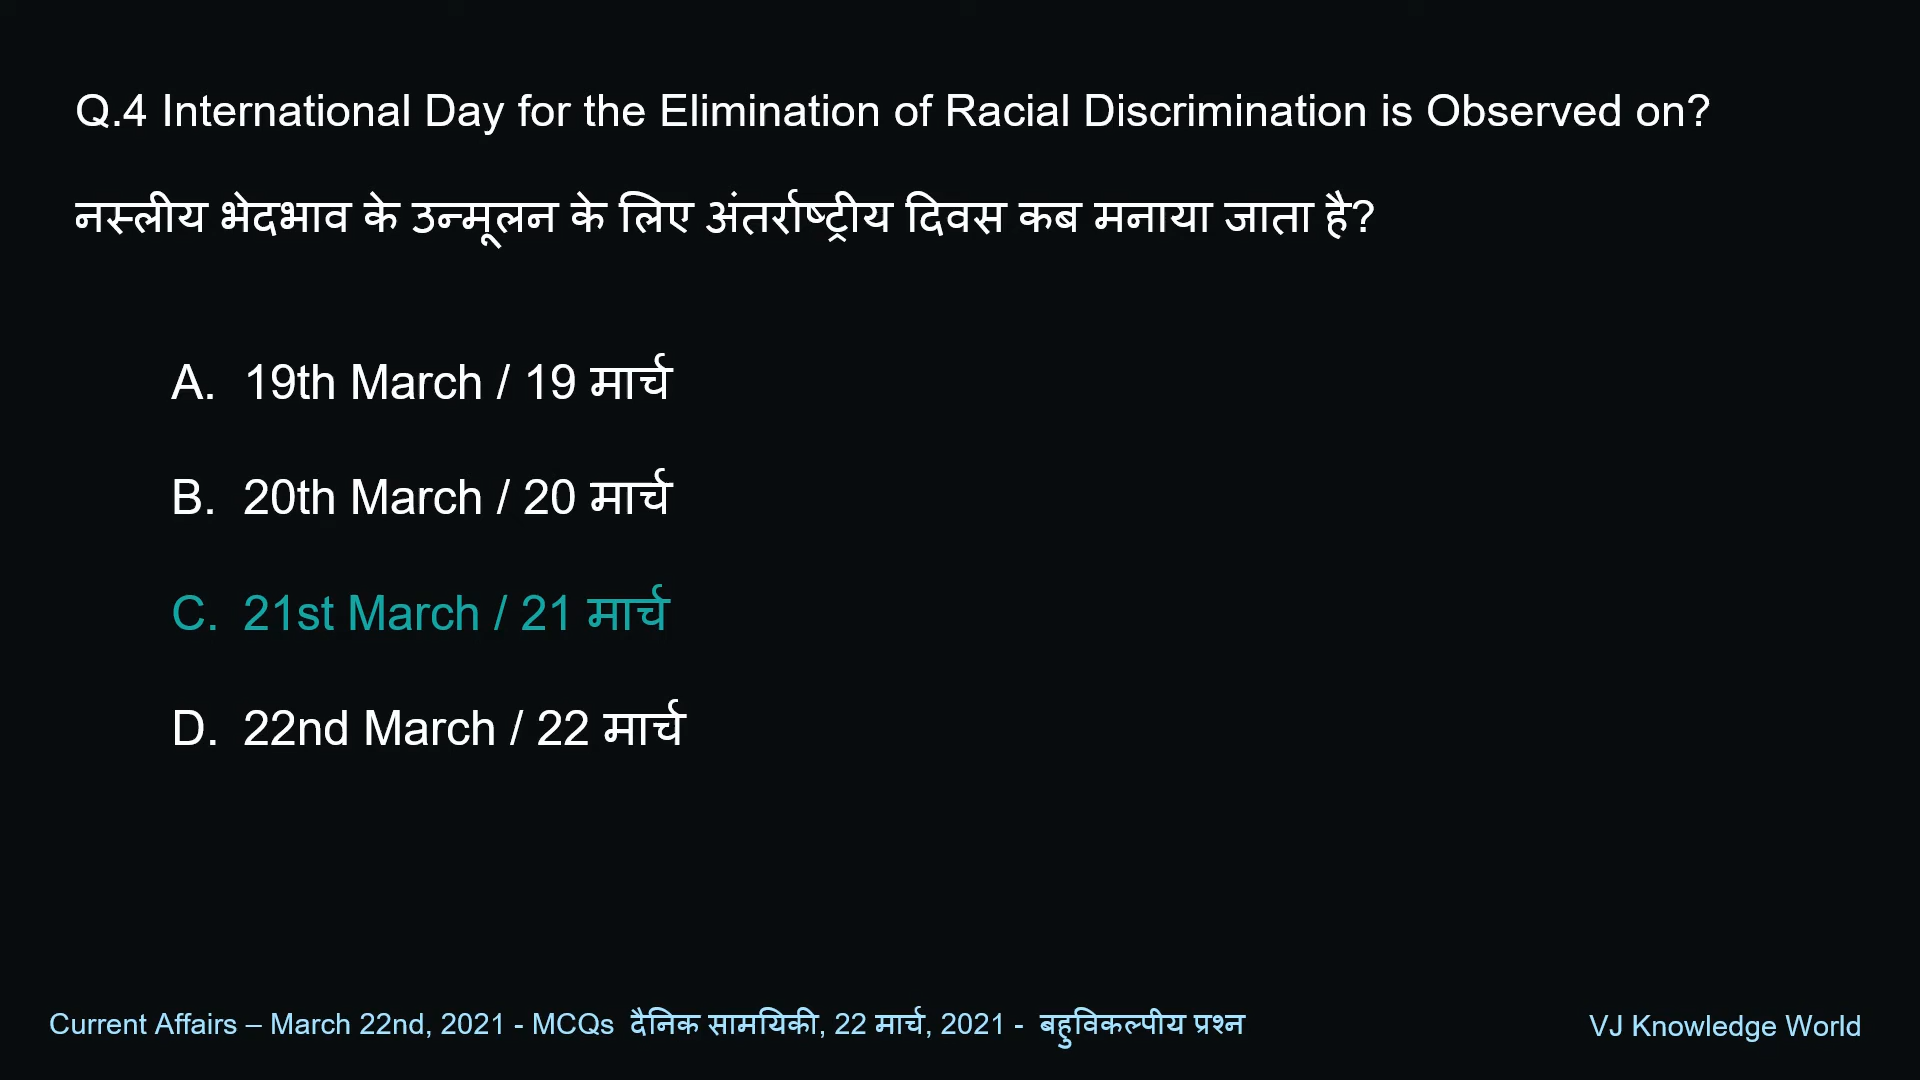 Q.4 International Day for the Elimination of Racial Discrimination is Observed on?
नस्लीय भेदभाव के उन्मूलन के लिए अंतर्राष्ट्रीय दिवस कब मनाया जाता है?
A. 19th March / 19 मार्च
B. 20th March / 20 मार्च
C. 21st March / 21 मार्च
D. 22nd March / 22 मार्च
Current Affairs – March 22nd, 2021 - MCQs दैनिक सामयिकी, 22 मार्च, 2021 - बहुविकल्पीय प्रश्न
VJ Knowledge World